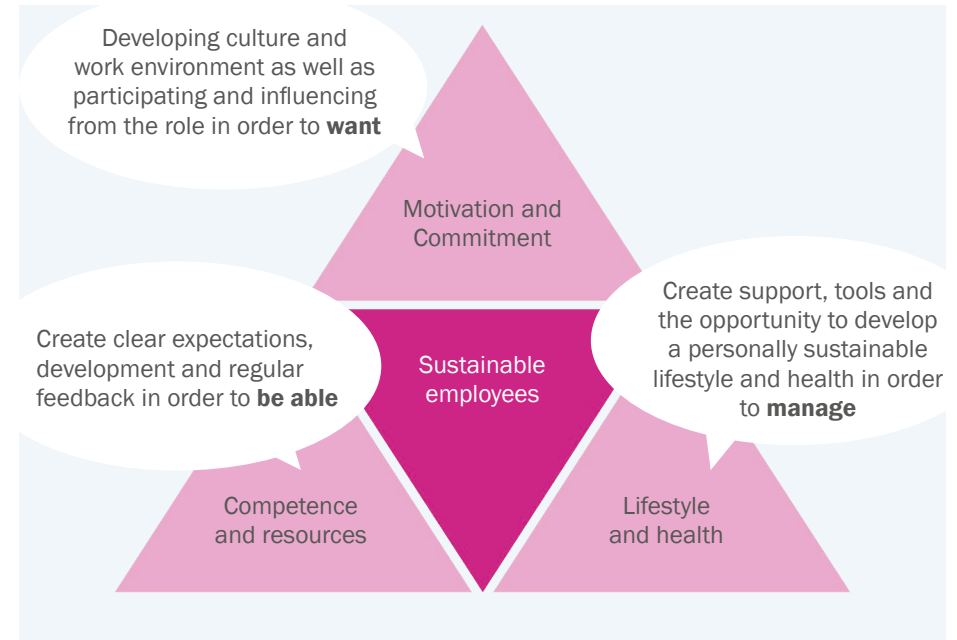 Developing culture and
work environment as well as
participating and influencing
from the role in order to want
Motivation and
Commitment
Create support, tools and
the opportunity to develop
a personally sustainable
lifestyle and health in order
to manage
Create clear expectations,
development and regular
feedback in order to be able
Sustainable
employees
Competence
and resources
Lifestyle
and health